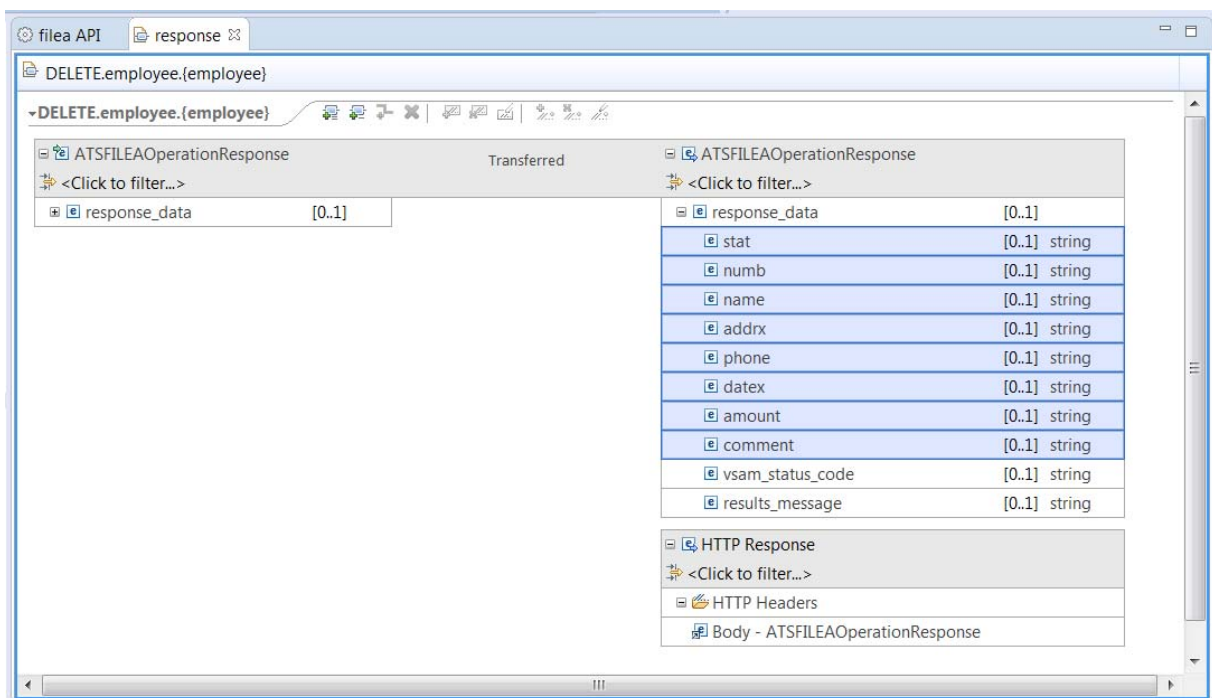 filea API
response
DELETE.employee.{employee}
DELETE.employee.{employee}
ATSFILEAOperationResponse
Transferred
ATSFILEAOperationResponse
<Click to filter...>
<Click to filter...>
response_data [0..1]
response_data [0..1]
stat [0..1] string
numb [0..1] string
name [0..1] string
addrx [0..1] string
phone [0..1] string
datex [0..1] string
amount [0..1] string
comment [0..1] string
vsam_status_code [0..1] string
results_message [0..1] string
HTTP Response
<Click to filter...>
HTTP Headers
Body - ATSFILEAOperationResponse